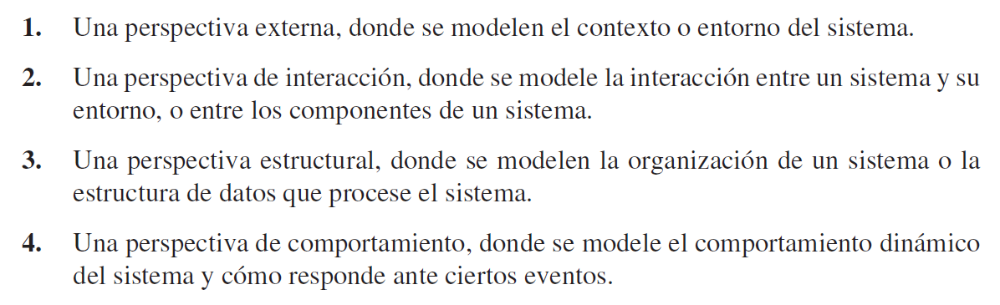 1. Una perspectiva externa, donde se modelen el contexto o entorno del sistema.
2. Una perspectiva de interacción, donde se modele la interacción entre un sistema y su
entorno, o entre los componentes de un sistema.
3. Una perspectiva estructural, donde se modelen la organización de un sistema o la
estructura de datos que procese el sistema.
4. Una perspectiva de comportamiento, donde se modele el comportamiento dinámico
del sistema y cómo responde ante ciertos eventos.